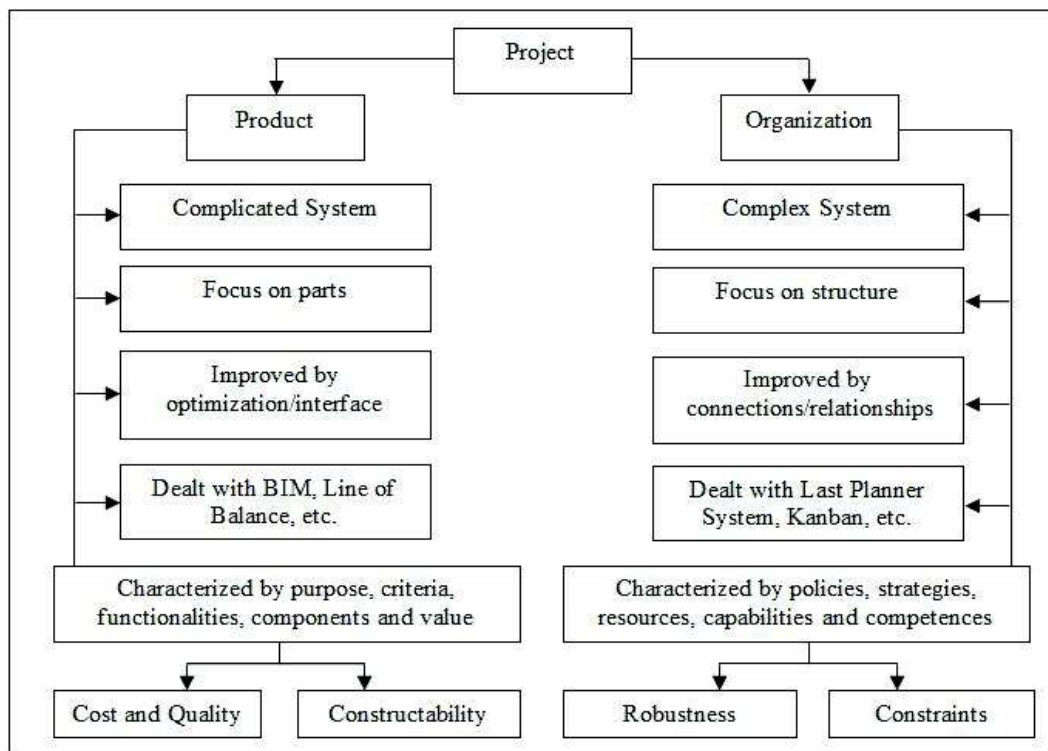 Project
Product
Organization
Complicated System
Complex System
Focus on parts
Focus on structure
Improved by
optimization/interface
Improved by
connections/relationships
Dealt with BIM, Line of
Balance, etc.
Dealt with Last Planner
System, Kanban, etc.
Characterized by purpose, criteria,
functionalities, components and value
Characterized by policies, strategies,
resources, capabilities and competences
Cost and Quality
Constructability
Robustness
Constraints